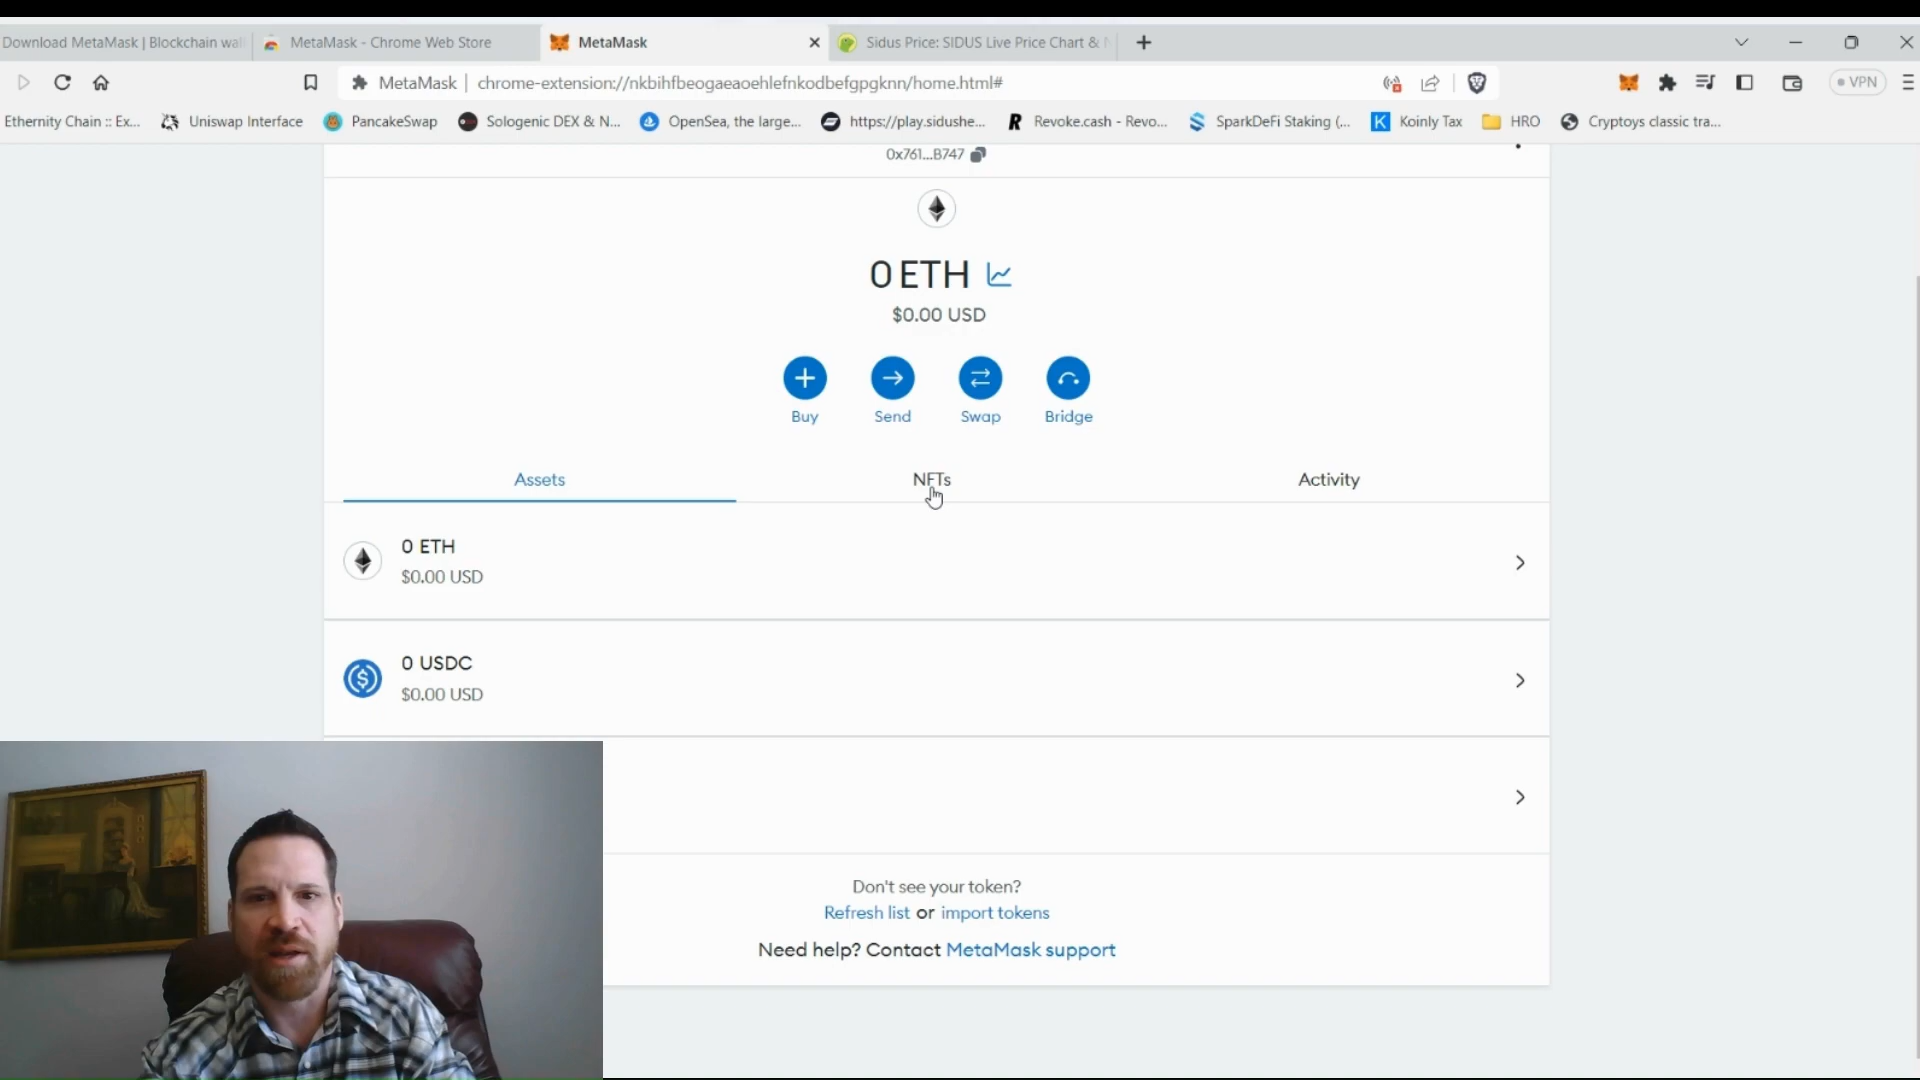 Download MetaMask | Blockchain wal
MetaMask - Chrome Web Store
MetaMask
Sidus Price: SIDUS Live Price Chart &
MetaMask | chrome-extension://nkbihfbeogaeaoehlefnkodbefgpgknn/home.html#
VPN
Ethernity Chain :: Ex...
Uniswap Interface
PancakeSwap
Sologenic DEX & N...
OpenSea, the large...
https://play.sidushe...
Revoke.cash - Revo...
SparkDeFi Staking (...
Koinly Tax
HRO
Cryptoys classic tra...
0x761...B747
0 ETH
$0.00 USD
Buy
Send
Swap
Bridge
Assets
NFTs
Activity
0 ETH
$0.00 USD
0 USDC
$0.00 USD
Don't see your token?
Refresh list or import tokens
Need help? Contact MetaMask support